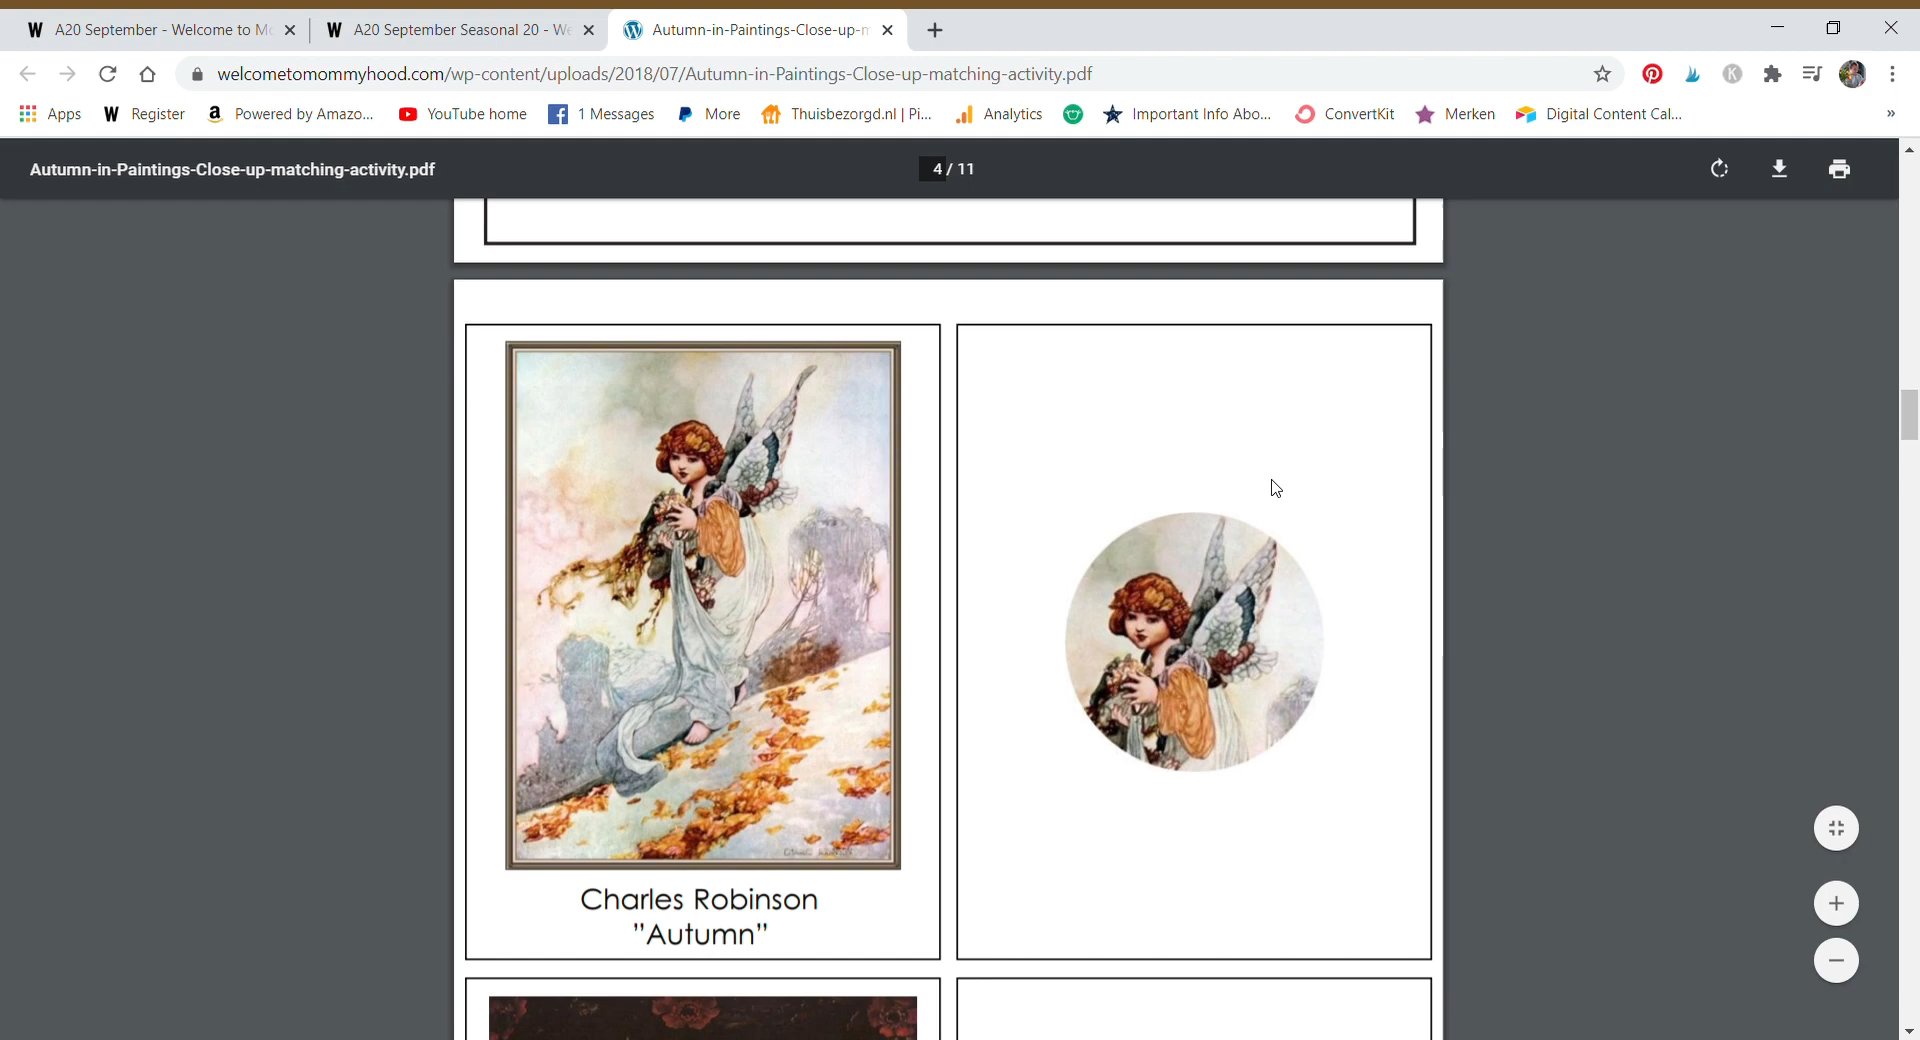 A20 September - Welcome to Mo
A20 September Seasonal 20 - We
Autumn-in-Paintings-Close-up-m
welcometomommyhood.com/wp-content/uploads/2018/07/Autumn-in-Paintings-Close-up-matching-activity.pdf
Apps W Register Powered by Amazo... YouTube home 1 Messages More Thuisbezorgd.nl | Pi... Analytics Important Info Abo... ConvertKit Merken Digital Content Cal... »
Autumn-in-Paintings-Close-up-matching-activity.pdf 4 / 11
Charles Robinson
”Autumn”